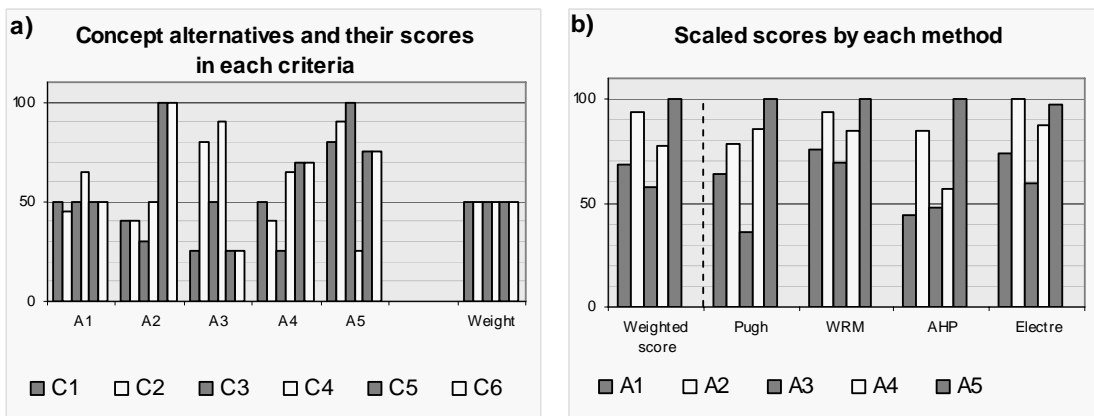 a)
Concept alternatives and their scores
in each criteria
100
50
0
A1 A2 A3 A4 A5 Weight
C1 C2 C3 C4 C5 C6
b)
Scaled scores by each method
100
50
0
Weighted
score
Pugh WRM AHP Electre
A1 A2 A3 A4 A5